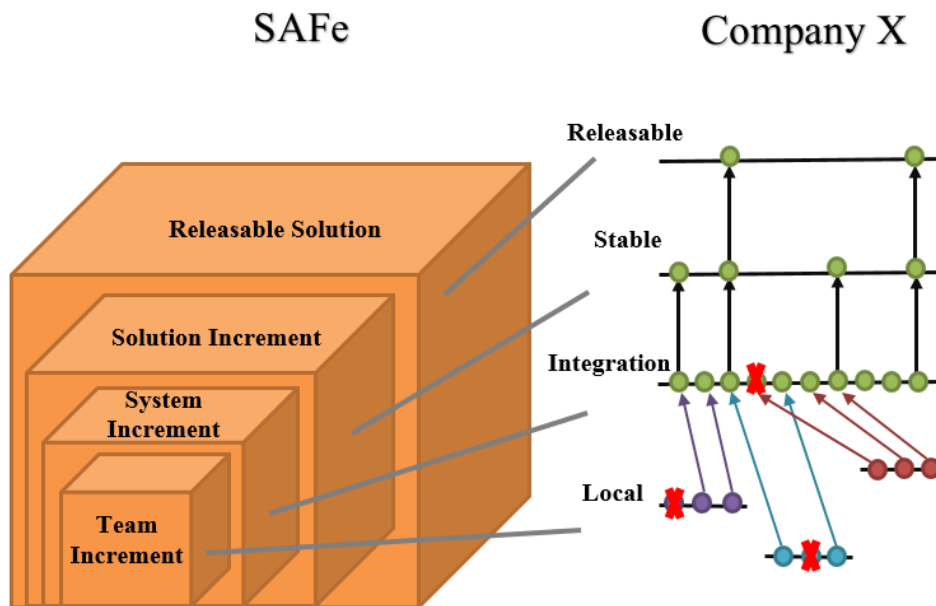 SAFe
Company X
Releasable
Releasable Solution
Stable
Solution Increment
Integration
System
Increment
Local
Team
Increment